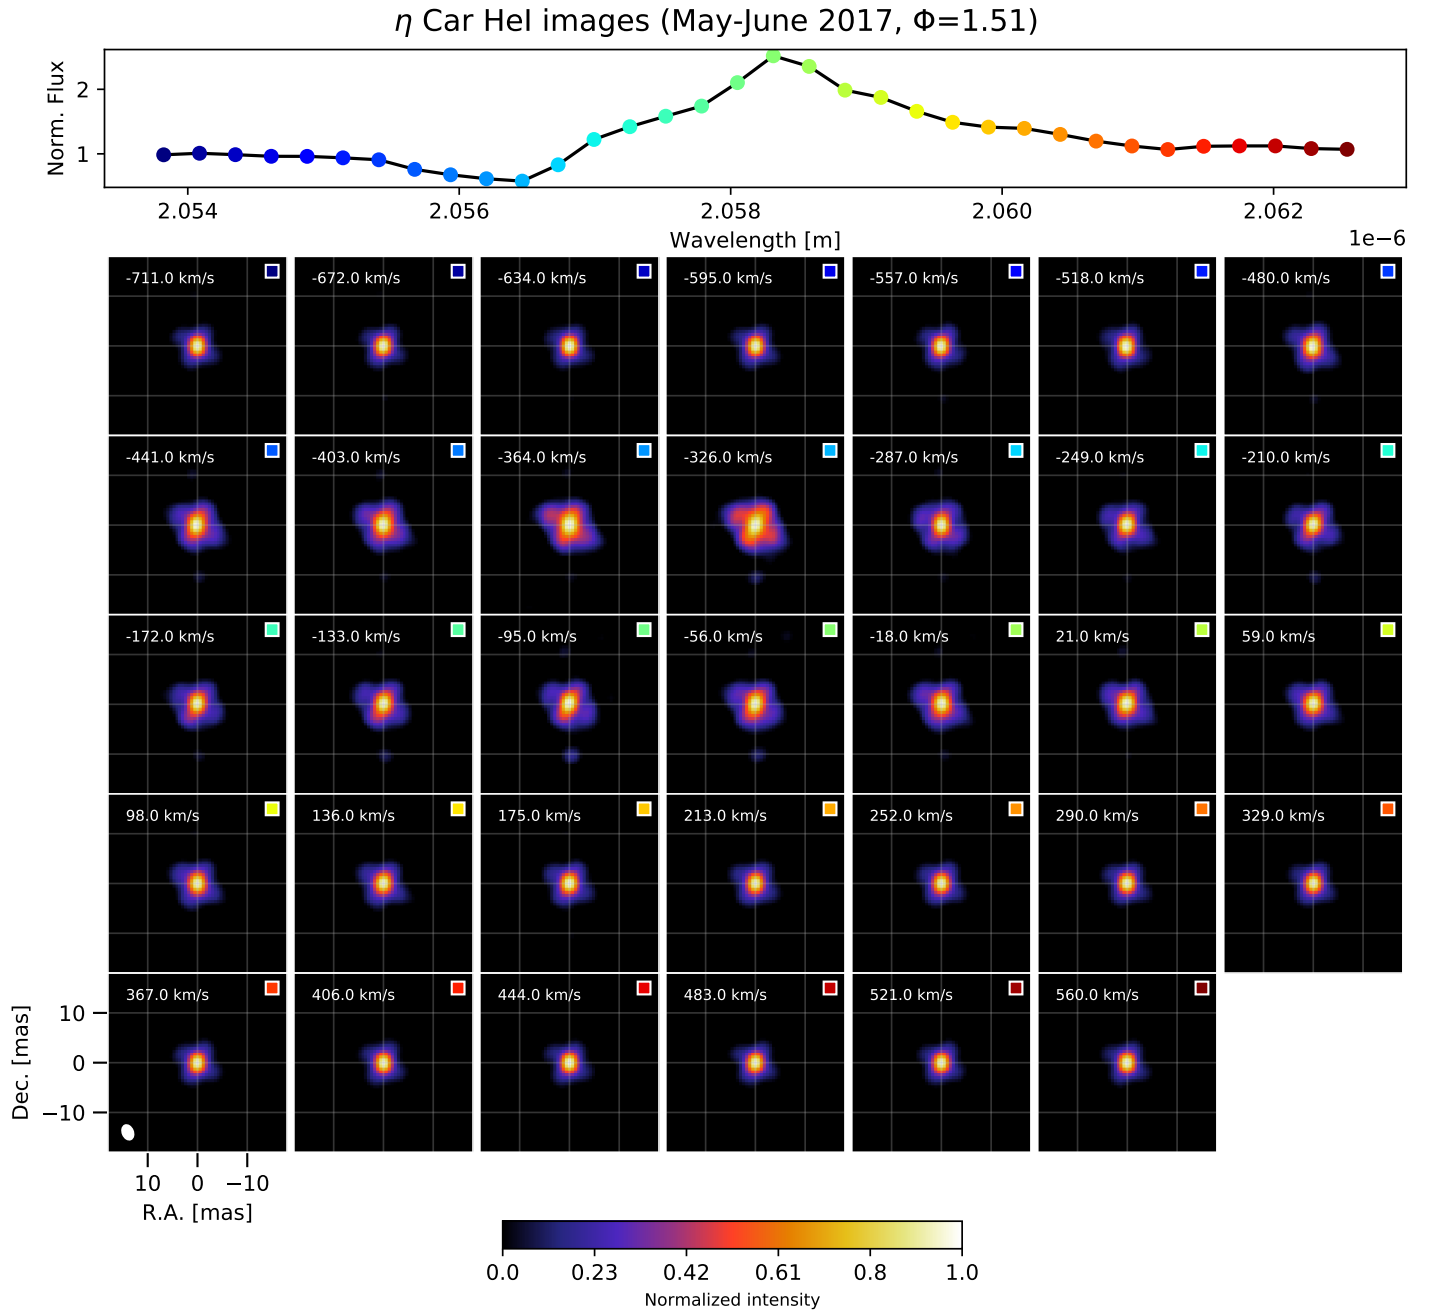 η Car HeI images (May-June 2017, Φ=1.51)
Norm. Flux
2
1
2.054 2.056 2.058 2.060 2.062
Wavelength [m]
1e−6
-711.0 km/s -672.0 km/s -634.0 km/s -595.0 km/s -557.0 km/s -518.0 km/s -480.0 km/s
-441.0 km/s -403.0 km/s -364.0 km/s -326.0 km/s -287.0 km/s -249.0 km/s -210.0 km/s
-172.0 km/s -133.0 km/s -95.0 km/s -56.0 km/s -18.0 km/s 21.0 km/s 59.0 km/s
98.0 km/s 136.0 km/s 175.0 km/s 213.0 km/s 252.0 km/s 290.0 km/s 329.0 km/s
367.0 km/s 406.0 km/s 444.0 km/s 483.0 km/s 521.0 km/s 560.0 km/s
Dec. [mas]
10
0
−10
10 0 −10
R.A. [mas]
0.0 0.23 0.42 0.61 0.8 1.0
Normalized intensity